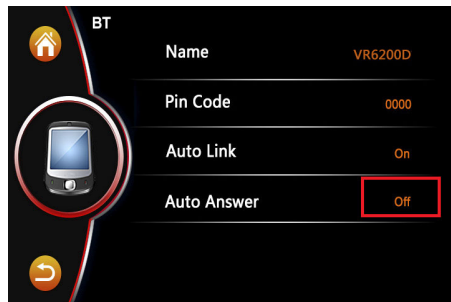 BT
Name VR6200D
Pin Code 0000
Auto Link On
Auto Answer Off